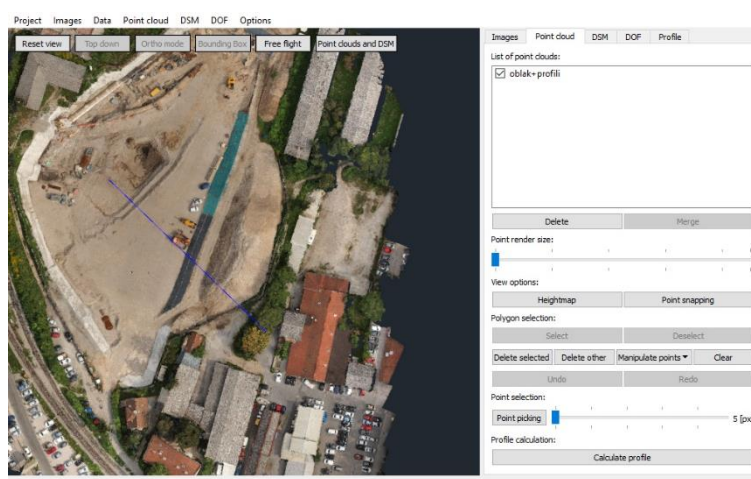 Project Images Data Point cloud DSM DOF Options
Reset view Top down Ortho mode Bounding Box Free flight Point clouds and DSM
Images Point cloud DSM DOF Profile
List of point clouds:
oblak+profili
Delete Merge
Point render size:
View options:
Heightmap Point snapping
Polygon selection:
Select Deselect
Delete selected Delete other Manipulate points Clear
Undo Redo
Point selection:
Point picking 5 [px
Profile calculation:
Calculate profile